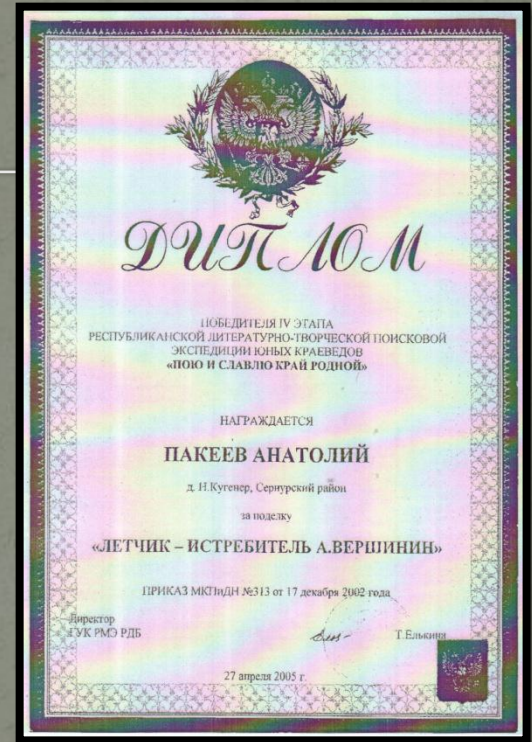 ДИПЛОМ
ПОБЕДИТЕЛЯ IV ЭТАПА
РЕСПУБЛИКАНСКОЙ ЛИТЕРАТУРНО-ТВОРЧЕСКОЙ ПОИСКОВОЙ
ЭКСПЕДИЦИИ ЮНЫХ КРАЕВЕДОВ
«ПОЮ И СЛАВЛЮ КРАЙ РОДНОЙ»
НАГРАЖДАЕТСЯ
ПАКЕЕВ АНАТОЛИЙ
д. Н.Кугенер, Сернурский район
за поделку
«ЛЕТЧИК – ИСТРЕБИТЕЛЬ А.ВЕРШИНИН»
ПРИКАЗ МКПиДН №313 от 17 декабря 2002 года
Директор
ГУК РМЭ РДБ
Т.Елькина
27 апреля 2005 г.